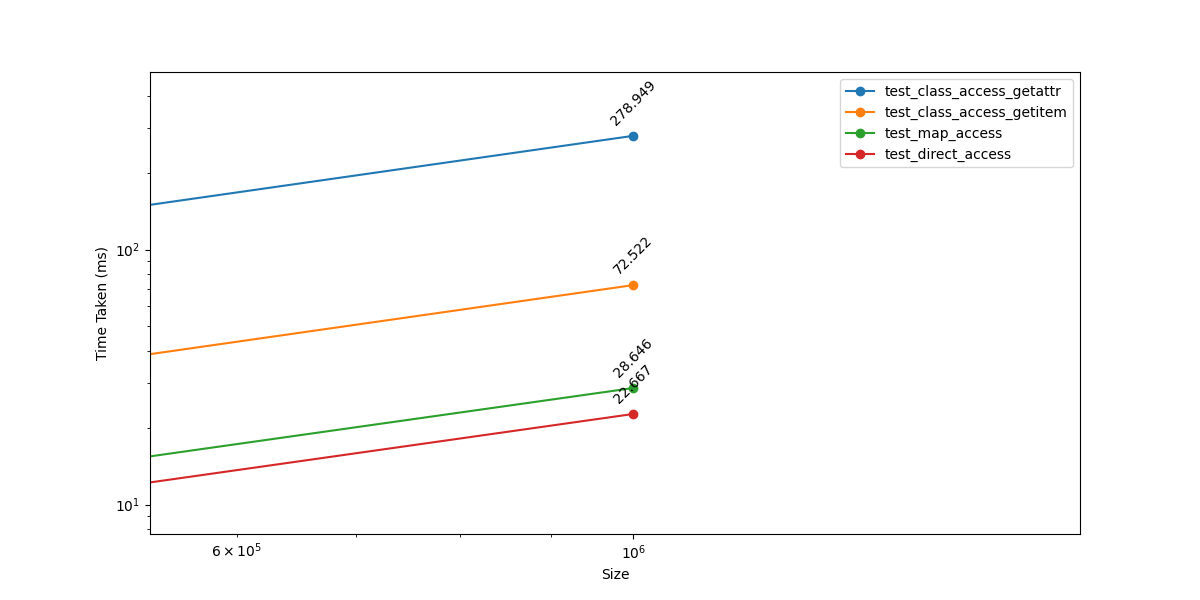 278.949
test_class_access_getattr
test_class_access_getitem
test_map_access
test_direct_access
10²
72.522
Time Taken (ms)
28.646
22.667
10¹
6 × 10⁵
10⁶
Size